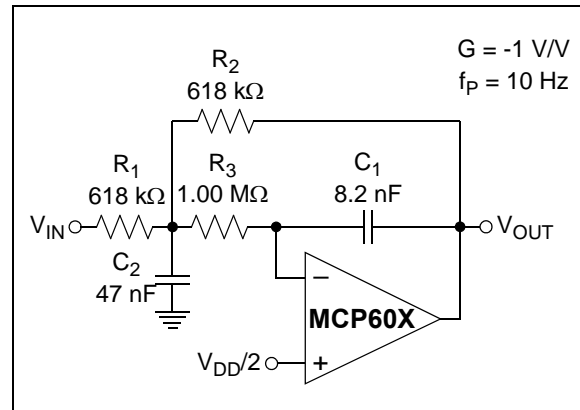 G = -1 V/V
f_P = 10 Hz
R_2
618 kΩ
R_1
618 kΩ
R_3
1.00 MΩ
C_1
8.2 nF
V_IN
V_OUT
C_2
47 nF
−
MCP60X
V_DD/2
+